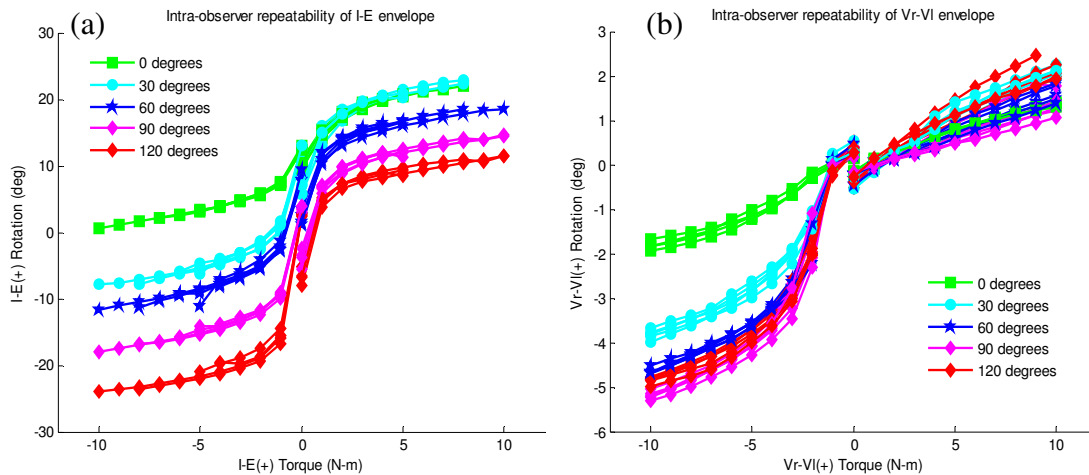 (a)
Intra-observer repeatability of I-E envelope
30
20
10
0
-10
-20
-30
I-E(+) Rotation (deg)
0 degrees
30 degrees
60 degrees
90 degrees
120 degrees
-10
-5
0
5
10
I-E(+) Torque (N-m)
(b)
Intra-observer repeatability of Vr-Vl envelope
3
2
1
0
-1
-2
-3
-4
-5
-6
Vr-Vl(+) Rotation (deg)
0 degrees
30 degrees
60 degrees
90 degrees
120 degrees
-10
-5
0
5
10
Vr-Vl(+) Torque (N-m)